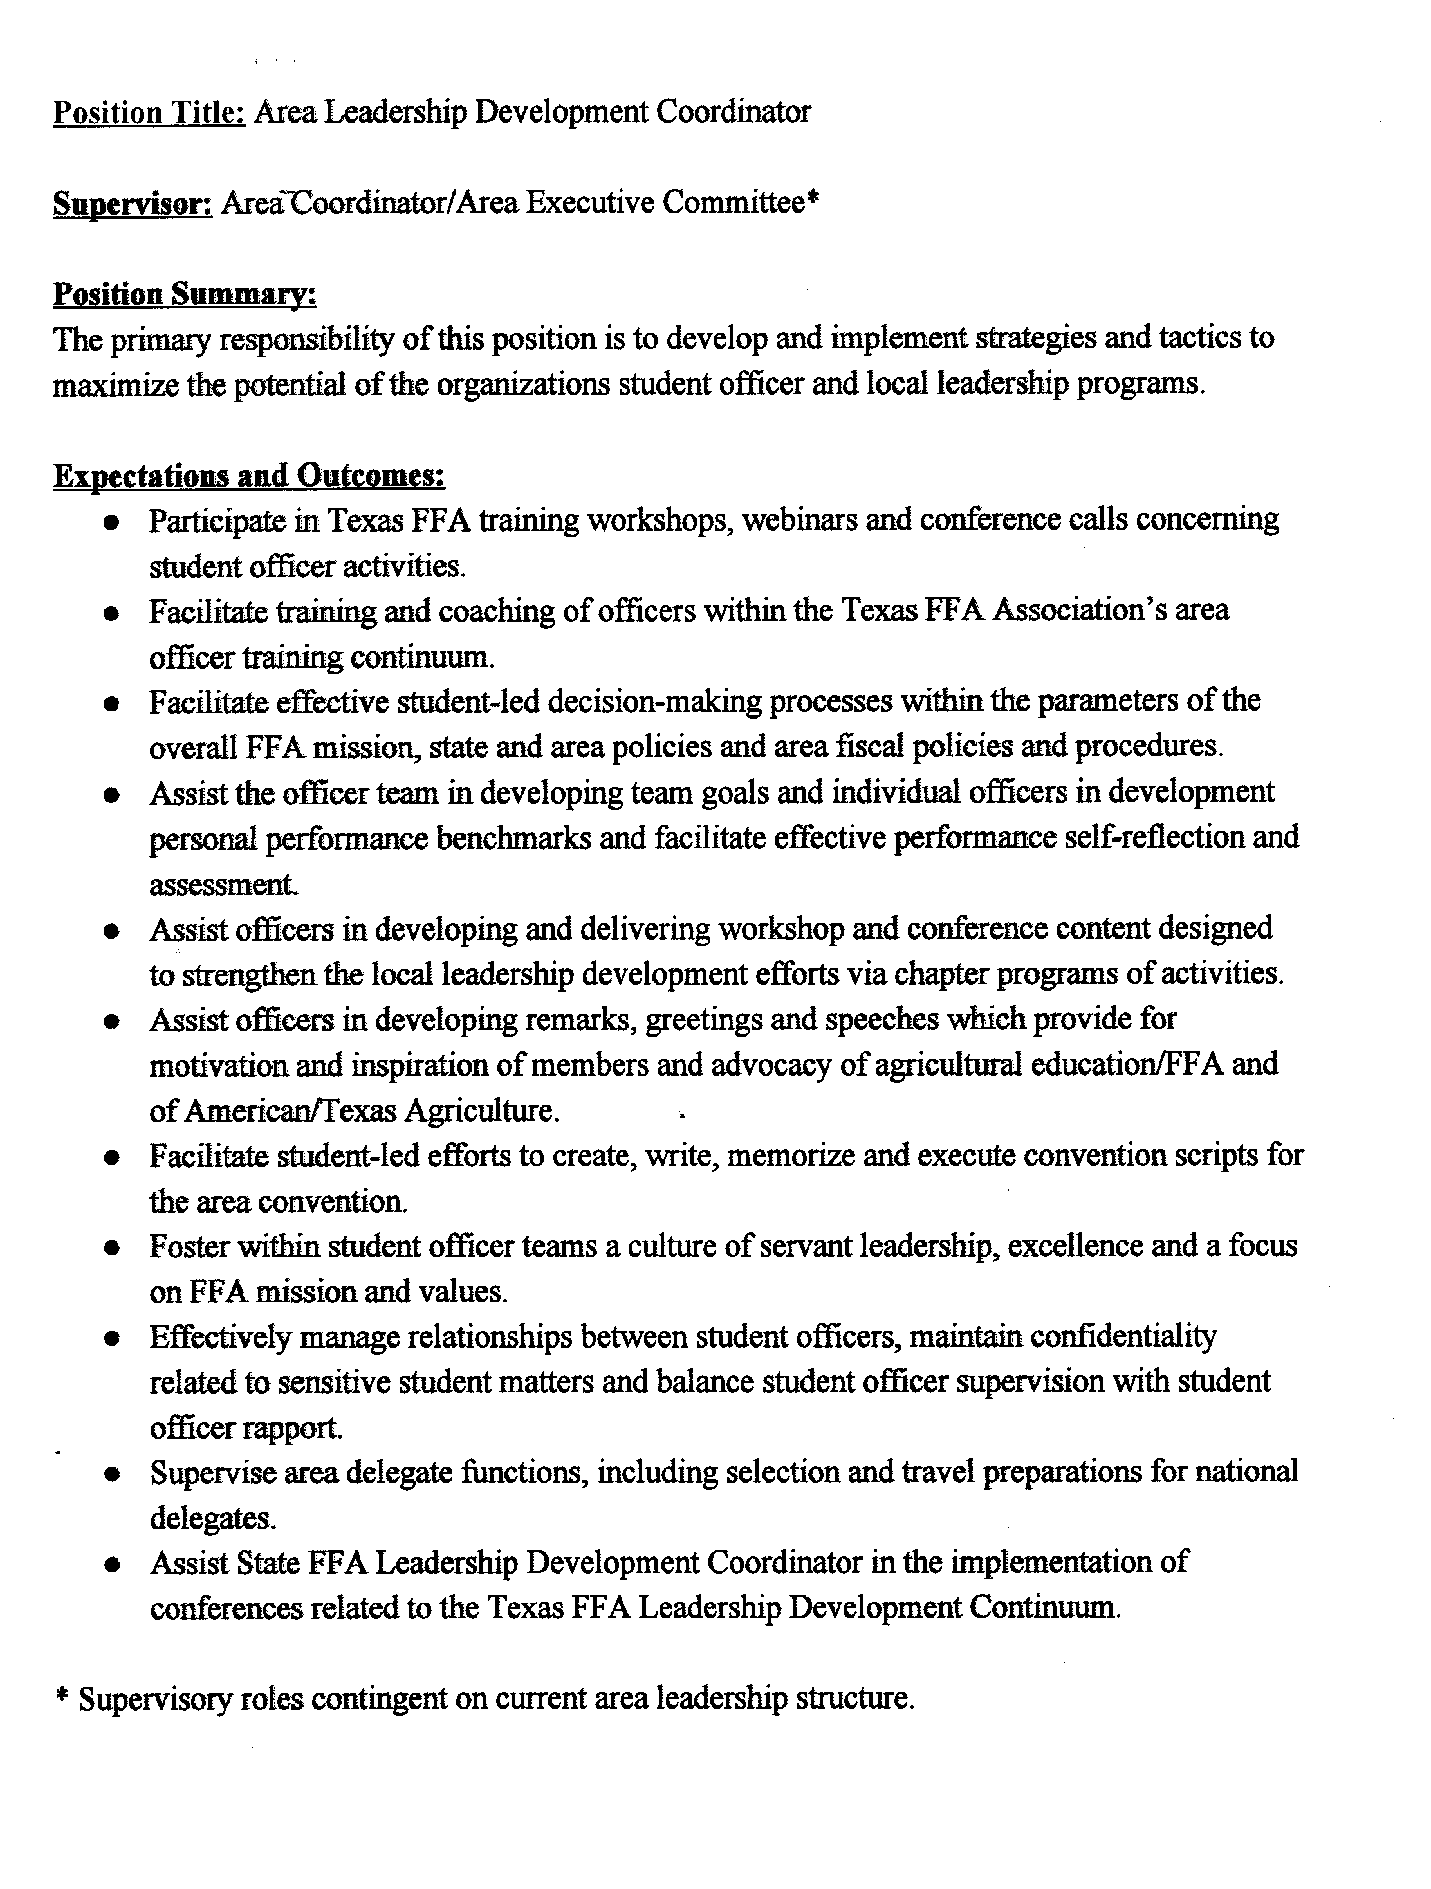 Position Title: Area Leadership Development Coordinator
Supervisor: Area Coordinator/Area Executive Committee*
Position Summary:
The primary responsibility of this position is to develop and implement strategies and tactics to
maximize the potential of the organizations student officer and local leadership programs.
Expectations and Outcomes:
● Participate in Texas FFA training workshops, webinars and conference calls concerning
student officer activities.
● Facilitate training and coaching of officers within the Texas FFA Association’s area
officer training continuum.
● Facilitate effective student-led decision-making processes within the parameters of the
overall FFA mission, state and area policies and area fiscal policies and procedures.
● Assist the officer team in developing team goals and individual officers in development
personal performance benchmarks and facilitate effective performance self-reflection and
assessment.
● Assist officers in developing and delivering workshop and conference content designed
to strengthen the local leadership development efforts via chapter programs of activities.
● Assist officers in developing remarks, greetings and speeches which provide for
motivation and inspiration of members and advocacy of agricultural education/FFA and
of American/Texas Agriculture.
● Facilitate student-led efforts to create, write, memorize and execute convention scripts for
the area convention.
● Foster within student officer teams a culture of servant leadership, excellence and a focus
on FFA mission and values.
● Effectively manage relationships between student officers, maintain confidentiality
related to sensitive student matters and balance student officer supervision with student
officer rapport.
● Supervise area delegate functions, including selection and travel preparations for national
delegates.
● Assist State FFA Leadership Development Coordinator in the implementation of
conferences related to the Texas FFA Leadership Development Continuum.
* Supervisory roles contingent on current area leadership structure.